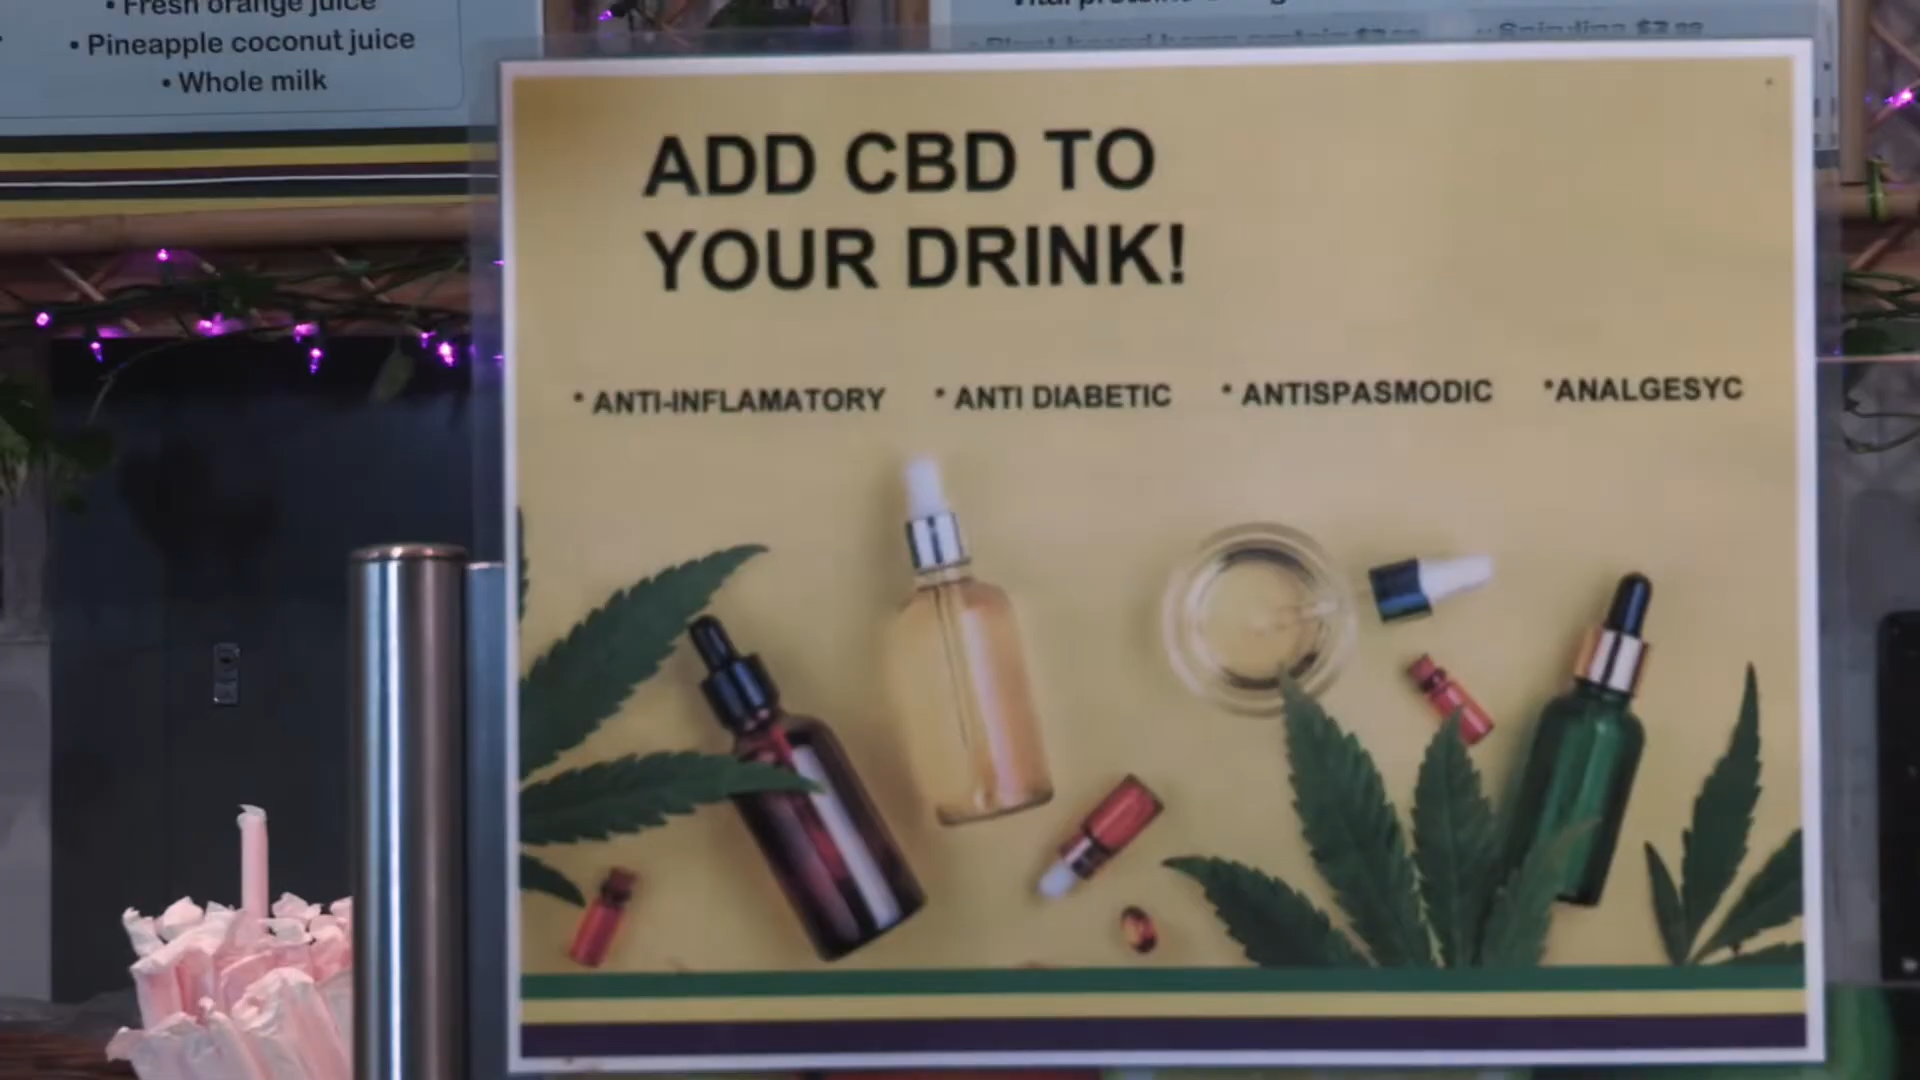 • Fresh orange juice
• Pineapple coconut juice
• Whole milk
ADD CBD TO
YOUR DRINK!
* ANTI-INFLAMATORY * ANTI DIABETIC * ANTISPASMODIC *ANALGESYC